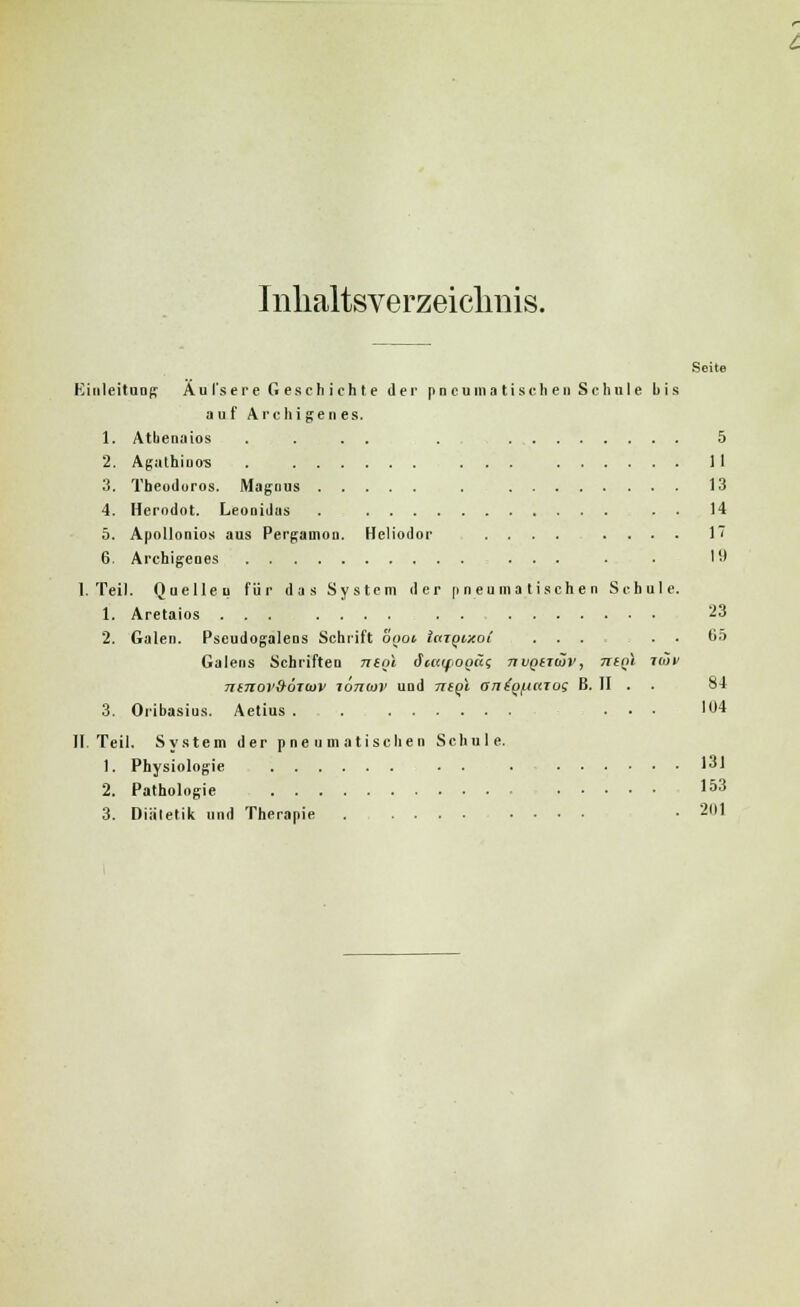 Inhaltsverzeichnis.
Seite
Einleitung Äufsere Geschichte der pneumatischen Schule bis
auf Archigenes.
1. Athenaios . . . . . . . . . . . . . . 5
2. Agathinos . . . . . . . . . . . . . . . . 11
3. Theodoros. Magnus . . . . . . . . . . . . . . . 13
4. Herodot. Leonidas . . . . . . . . . . . . . . 14
5. Apollonios aus Pergamon. Heliodor . . . . . . . . 17
6. Archigenes . . . . . . . . . . . . . . . 19
I. Teil. Quellen für das System der pneumatischen Schule.
1. Aretaios . . . . . . . . . . . . . . . . . 23
2. Galen. Pseudogalens Schrift ὅροι ἰατρικοί . . . . . 65
Galens Schriften περὶ διαφορᾶς πυρετῶν, περὶ τῶν
πεπονθότων τόπων und περὶ σπέρματος B. II . . 84
3. Oribasius. Aetius . . . . . . . . . . . 104
II. Teil. System der pneumatischen Schule.
1. Physiologie . . . . . . . . . . . . . . . 131
2. Pathologie . . . . . . . . . . . . . . . . 153
3. Diätetik und Therapie . . . . . . . . . . 201